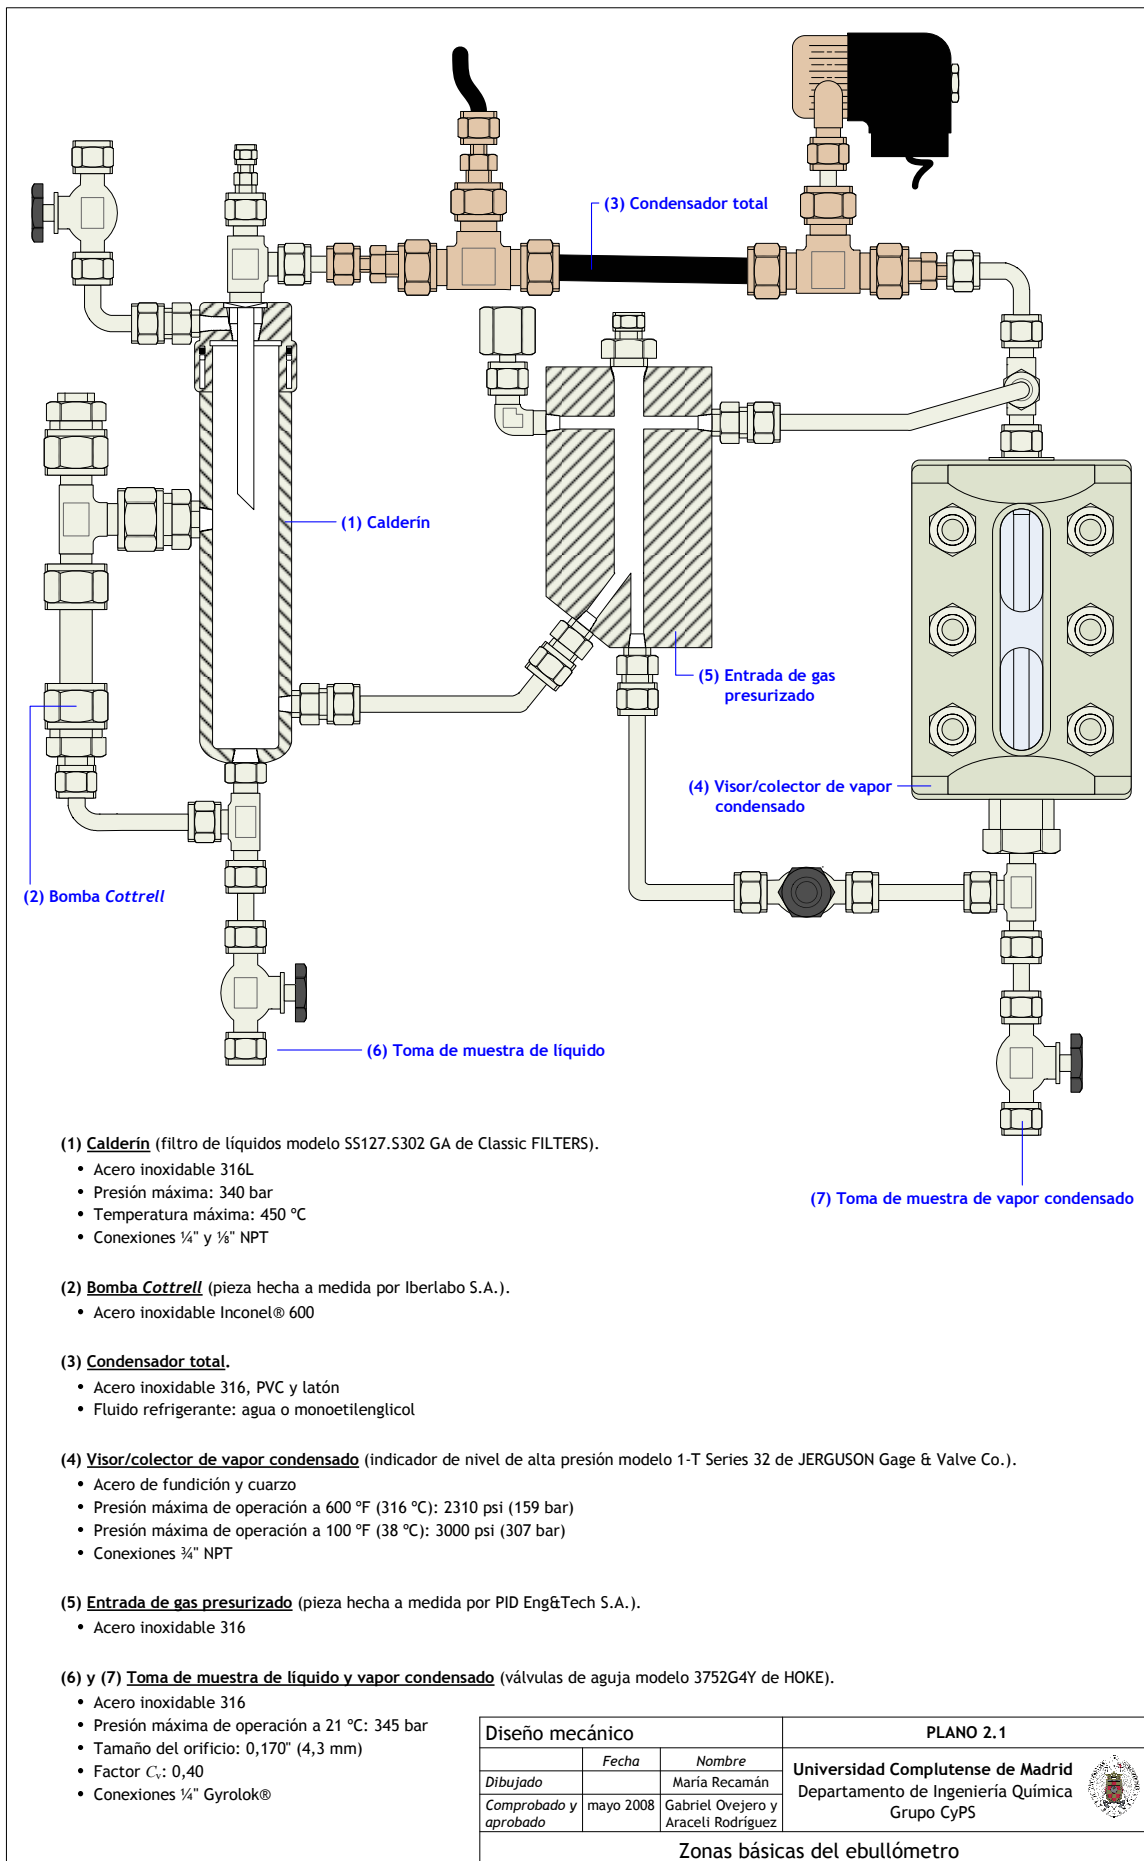 (3) Condensador total
(1) Calderín
(5) Entrada de gas
presurizado
(4) Visor/colector de vapor
condensado
(2) Bomba Cottrell
(6) Toma de muestra de líquido
(7) Toma de muestra de vapor condensado
(1) Calderín (filtro de líquidos modelo SS127.S302 GA de Classic FILTERS).
• Acero inoxidable 316L
• Presión máxima: 340 bar
• Temperatura máxima: 450 ºC
• Conexiones ¼" y ⅛" NPT
(2) Bomba Cottrell (pieza hecha a medida por Iberlabo S.A.).
• Acero inoxidable Inconel® 600
(3) Condensador total.
• Acero inoxidable 316, PVC y latón
• Fluido refrigerante: agua o monoetilenglicol
(4) Visor/colector de vapor condensado (indicador de nivel de alta presión modelo 1-T Series 32 de JERGUSON Gage & Valve Co.).
• Acero de fundición y cuarzo
• Presión máxima de operación a 600 ºF (316 ºC): 2310 psi (159 bar)
• Presión máxima de operación a 100 ºF (38 ºC): 3000 psi (307 bar)
• Conexiones ¾" NPT
(5) Entrada de gas presurizado (pieza hecha a medida por PID Eng&Tech S.A.).
• Acero inoxidable 316
(6) y (7) Toma de muestra de líquido y vapor condensado (válvulas de aguja modelo 3752G4Y de HOKE).
• Acero inoxidable 316
• Presión máxima de operación a 21 ºC: 345 bar
• Tamaño del orificio: 0,170" (4,3 mm)
• Factor Cv: 0,40
• Conexiones ¼" Gyrolok®
Diseño mecánico
PLANO 2.1
Fecha Nombre
Dibujado María Recamán
Comprobado y aprobado mayo 2008 Gabriel Ovejero y Araceli Rodríguez
Universidad Complutense de Madrid
Departamento de Ingeniería Química
Grupo CyPS
Zonas básicas del ebullómetro